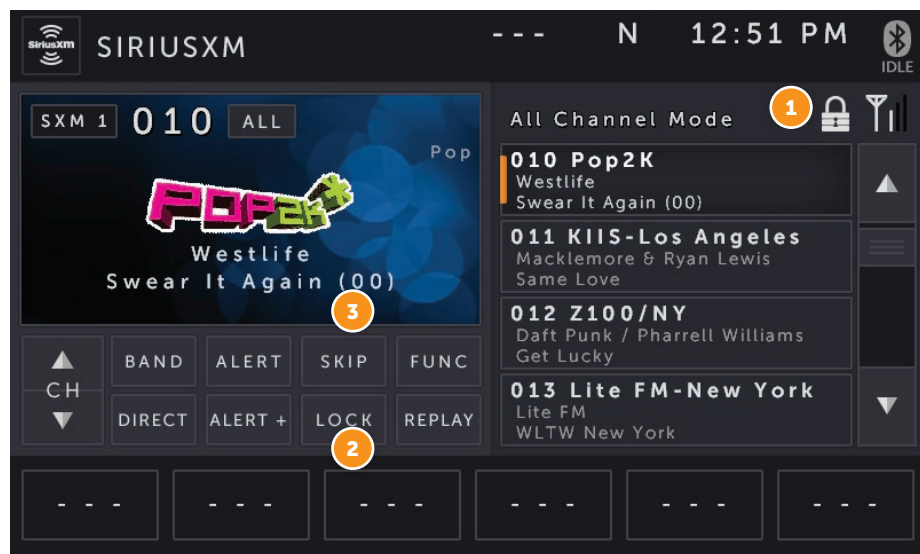 SiriusXM
SIRIUSXM
- - -
N
12:51 PM
IDLE
SXM 1
010
ALL
Pop
POP2K
Westlife
Swear It Again (00)
3
CH
BAND
ALERT
SKIP
FUNC
DIRECT
ALERT +
LOCK
REPLAY
2
All Channel Mode
1
010 Pop2K
Westlife
Swear It Again (00)
011 KIIS-Los Angeles
Macklemore & Ryan Lewis
Same Love
012 Z100/NY
Daft Punk / Pharrell Williams
Get Lucky
013 Lite FM-New York
Lite FM
WLTW New York
- - -
- - -
- - -
- - -
- - -
- - -